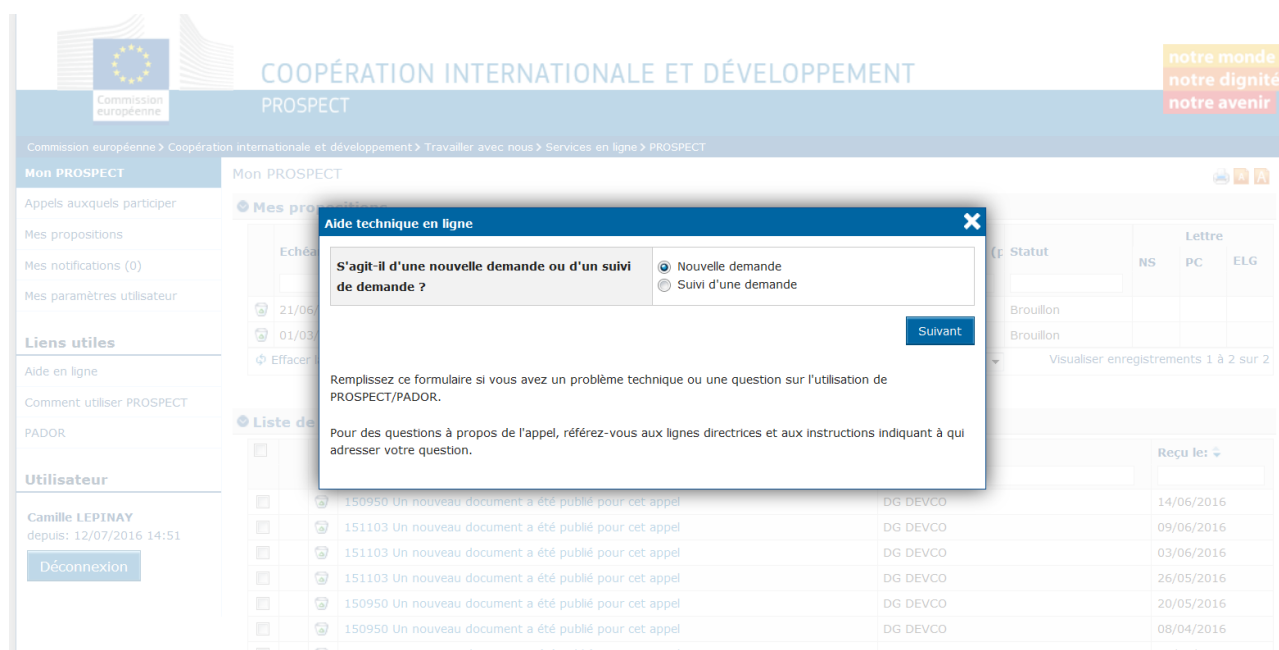 Commission
européenne
COOPÉRATION INTERNATIONALE ET DÉVELOPPEMENT
PROSPECT
notre monde
notre dignité
notre avenir
Commission européenne > Coopération internationale et développement > Travailler avec nous > Services en ligne > PROSPECT
Mon PROSPECT
Appels auxquels participer
Mes propositions
Mes notifications (0)
Mes paramètres utilisateur
Liens utiles
Aide en ligne
Comment utiliser PROSPECT
PADOR
Utilisateur
Camille LEPINAY
depuis: 12/07/2016 14:51
Déconnexion
Mon PROSPECT
A A
Mes propositions
Statut
Lettre
NS PC ELG
21/06/
Brouillon
01/03/
Brouillon
Effacer
Visualiser enregistrements 1 à 2 sur 2
Aide technique en ligne
S'agit-il d'une nouvelle demande ou d'un suivi
de demande ?
Nouvelle demande
Suivi d'une demande
Suivant
Remplissez ce formulaire si vous avez un problème technique ou une question sur l'utilisation de
PROSPECT/PADOR.
Pour des questions à propos de l'appel, référez-vous aux lignes directrices et aux instructions indiquant à qui
adresser votre question.
Liste de
Reçu le:
150950 Un nouveau document a été publié pour cet appel DG DEVCO 14/06/2016
151103 Un nouveau document a été publié pour cet appel DG DEVCO 09/06/2016
151103 Un nouveau document a été publié pour cet appel DG DEVCO 03/06/2016
151103 Un nouveau document a été publié pour cet appel DG DEVCO 26/05/2016
150950 Un nouveau document a été publié pour cet appel DG DEVCO 20/05/2016
150950 Un nouveau document a été publié pour cet appel DG DEVCO 08/04/2016